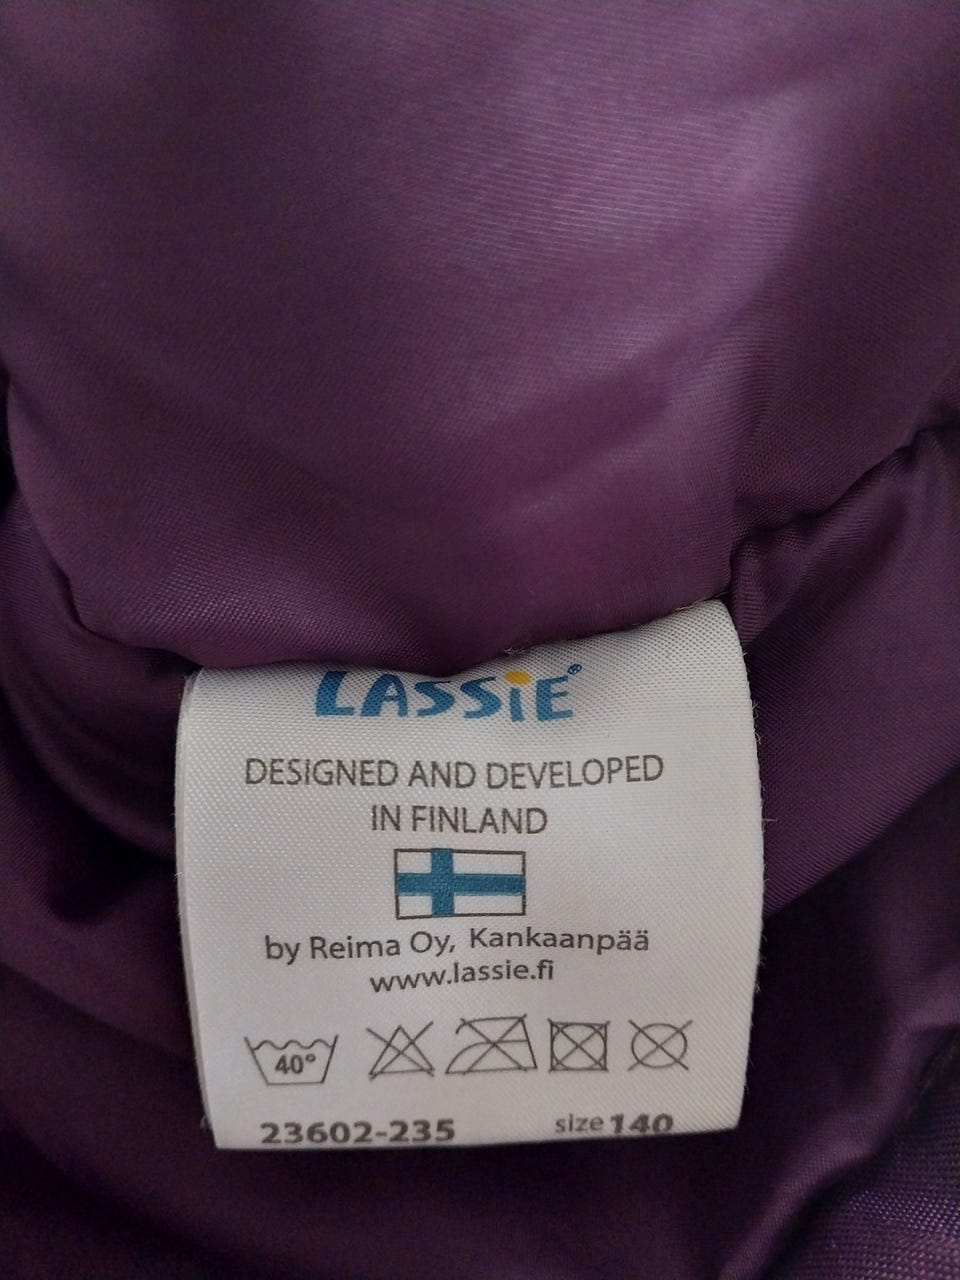 LASSiE®
DESIGNED AND DEVELOPED
IN FINLAND
by Reima Oy, Kankaanpää
www.lassie.fi
40°
23602-235 size 140